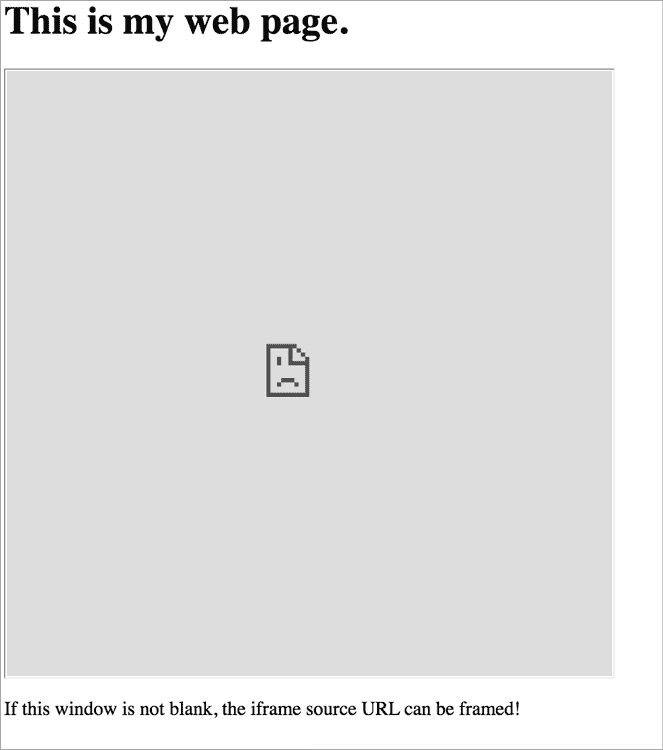 This is my web page.
If this window is not blank, the iframe source URL can be framed!